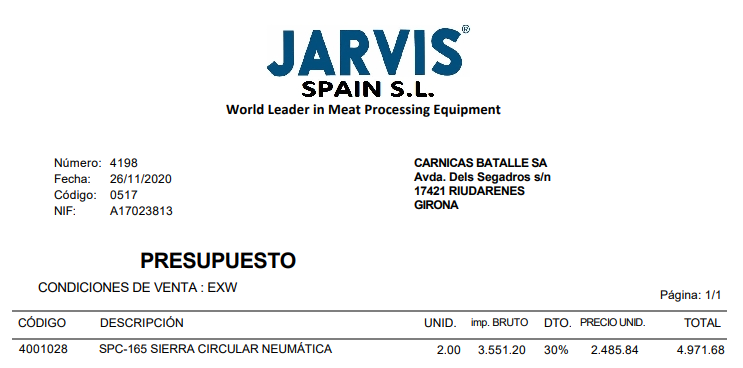 JARVIS®
SPAIN S.L.
World Leader in Meat Processing Equipment
Número: 4198
Fecha: 26/11/2020
Código: 0517
NIF: A17023813
CARNICAS BATALLE SA
Avda. Dels Segadros s/n
17421 RIUDARENES
GIRONA
PRESUPUESTO
CONDICIONES DE VENTA : EXW
Página: 1/1
CÓDIGO DESCRIPCIÓN UNID. imp. BRUTO DTO. PRECIO UNID. TOTAL
4001028 SPC-165 SIERRA CIRCULAR NEUMÁTICA 2.00 3.551.20 30% 2.485.84 4.971.68